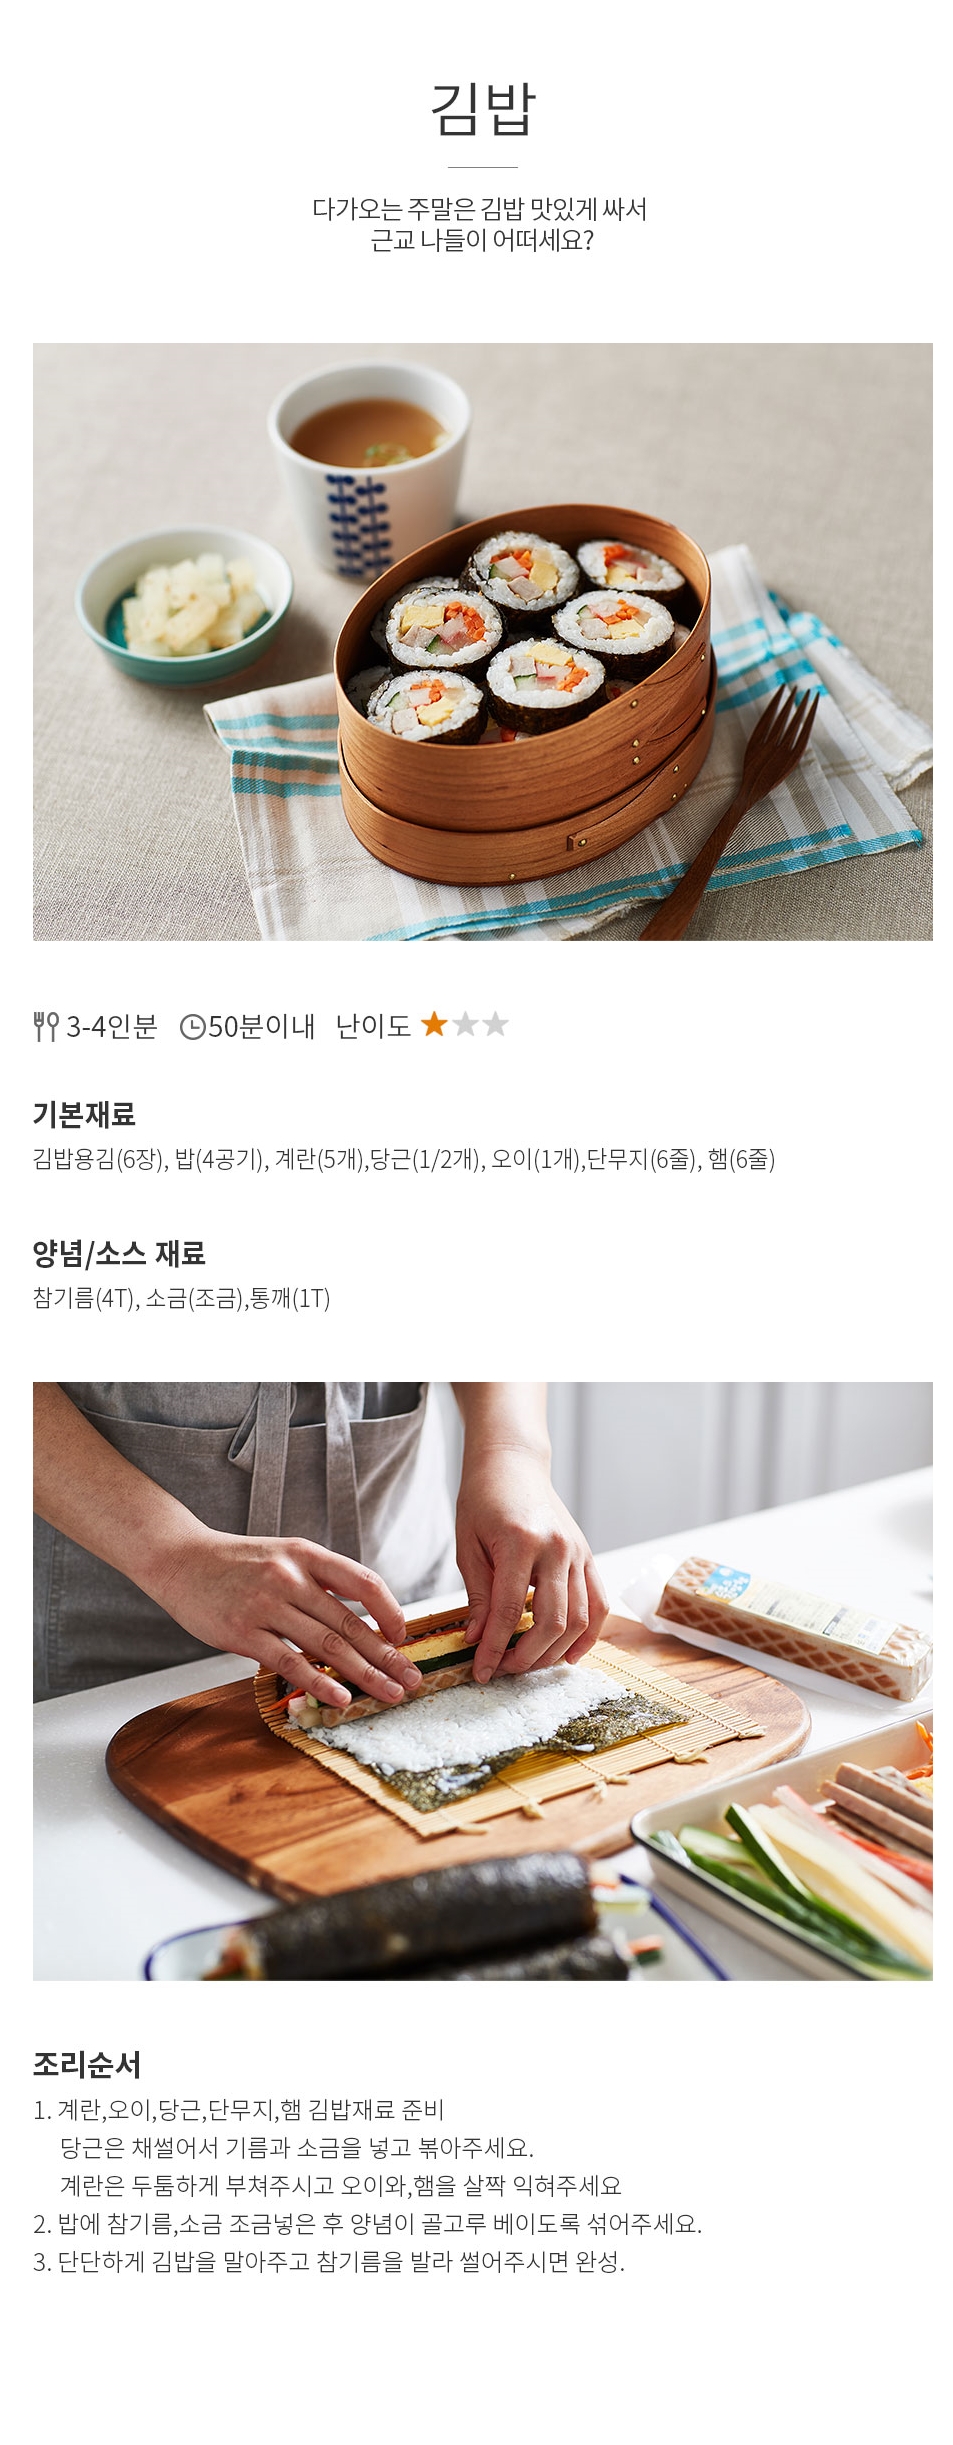 김밥
다가오는 주말은 김밥 맛있게 싸서
근교 나들이 어떠세요?
3-4인분 50분이내 난이도
기본재료
김밥용김(6장), 밥(4공기), 계란(5개),당근(1/2개), 오이(1개),단무지(6줄), 햄(6줄)
양념/소스 재료
참기름(4T), 소금(조금),통깨(1T)
조리순서
1. 계란,오이,당근,단무지,햄 김밥재료 준비
당근은 채썰어서 기름과 소금을 넣고 볶아주세요.
계란은 두툼하게 부쳐주시고 오이와,햄을 살짝 익혀주세요
2. 밥에 참기름,소금 조금넣은 후 양념이 골고루 베이도록 섞어주세요.
3. 단단하게 김밥을 말아주고 참기름을 발라 썰어주시면 완성.